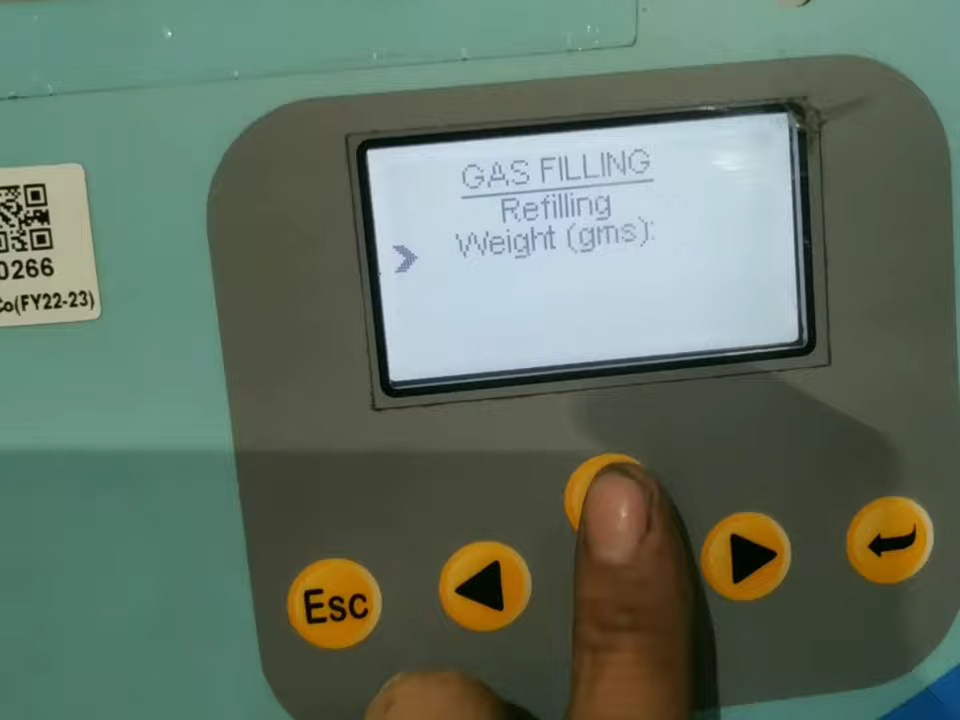 GAS FILLING
Refilling
Weight (gms):
0266
Co(FY22-23)
Esc